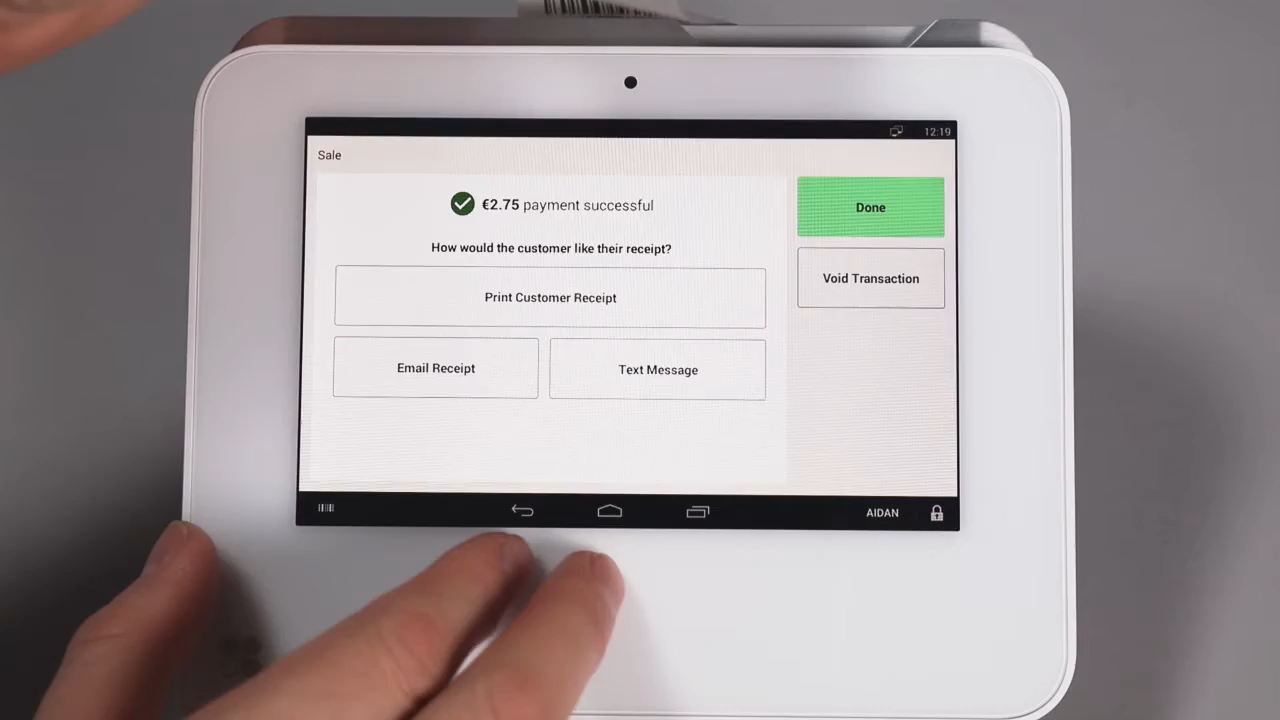 12:19
Sale
€2.75 payment successful
Done
How would the customer like their receipt?
Void Transaction
Print Customer Receipt
Email Receipt
Text Message
AIDAN